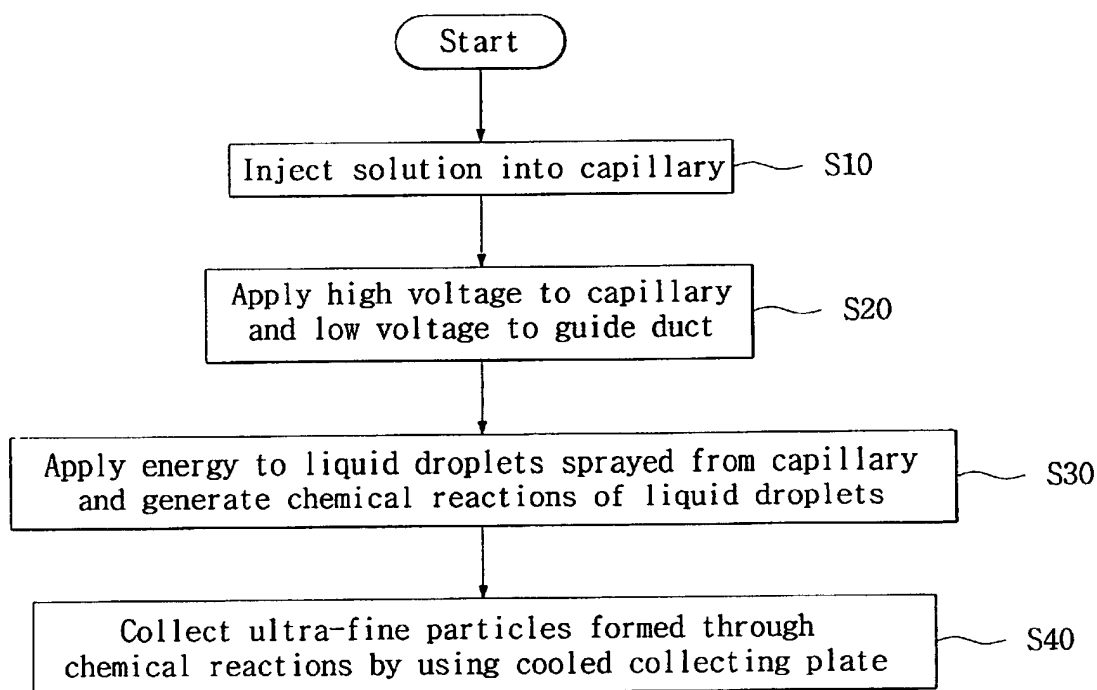 Start
Inject solution into capillary
S10
Apply high voltage to capillary
and low voltage to guide duct
S20
Apply energy to liquid droplets sprayed from capillary
and generate chemical reactions of liquid droplets
S30
Collect ultra-fine particles formed through
chemical reactions by using cooled collecting plate
S40